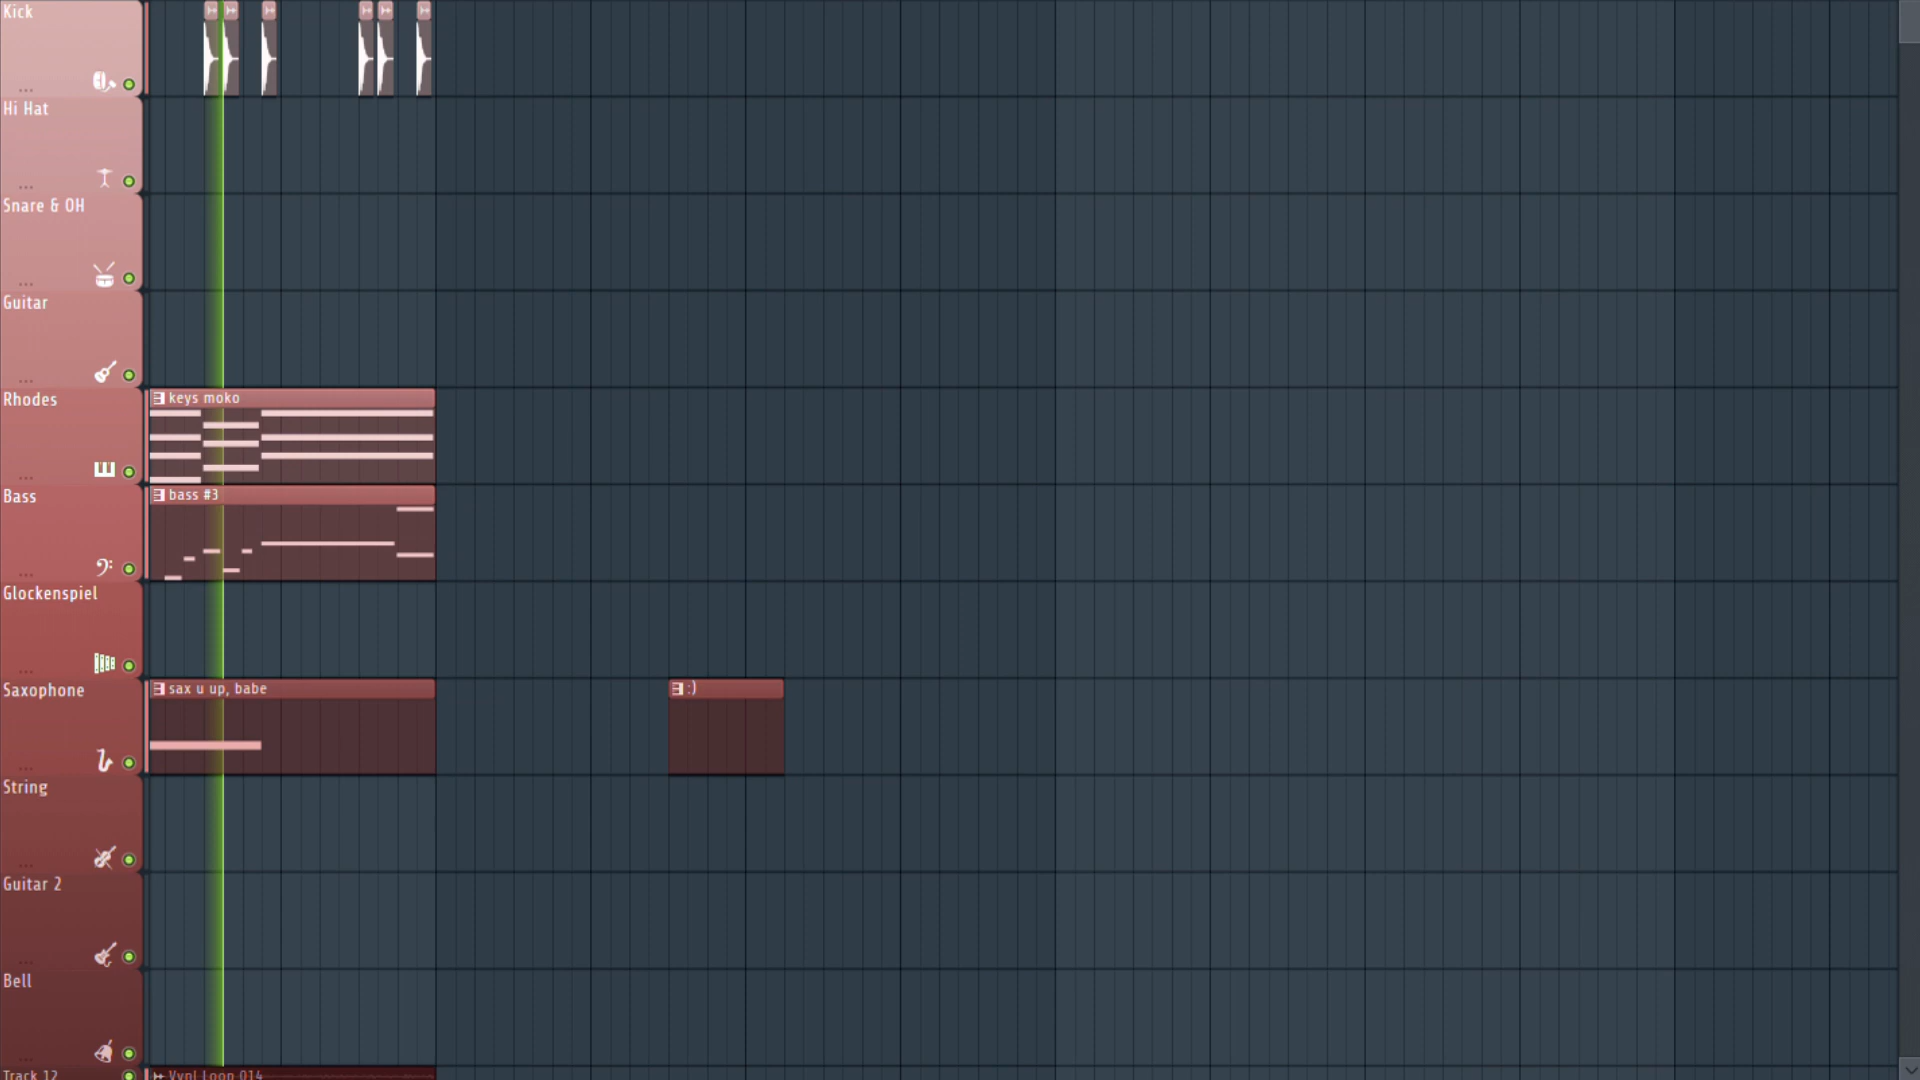 Kick
Hi Hat
Snare & OH
Guitar
Rhodes
keys moko
Bass
bass #3
Glockenspiel
Saxophone
sax u up, babe
:)
String
Guitar 2
Bell
Track 12
Vynl Loop 014